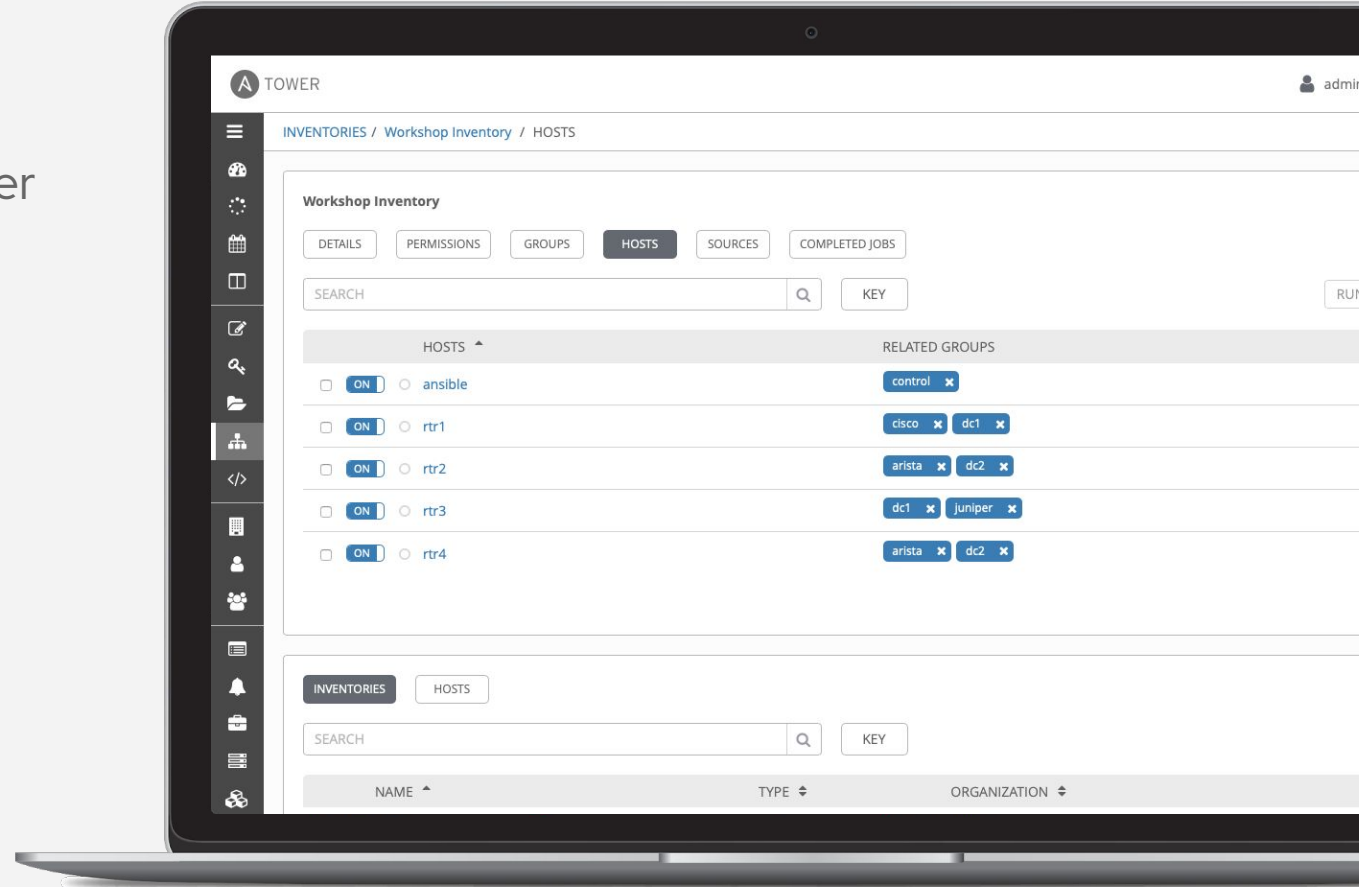 er
A TOWER admin
INVENTORIES / Workshop Inventory / HOSTS
Workshop Inventory
DETAILS PERMISSIONS GROUPS HOSTS SOURCES COMPLETED JOBS
SEARCH KEY RUN
HOSTS RELATED GROUPS
ON ansible control
ON rtr1 cisco dc1
ON rtr2 arista dc2
ON rtr3 dc1 juniper
ON rtr4 arista dc2
INVENTORIES HOSTS
SEARCH KEY
NAME TYPE ORGANIZATION